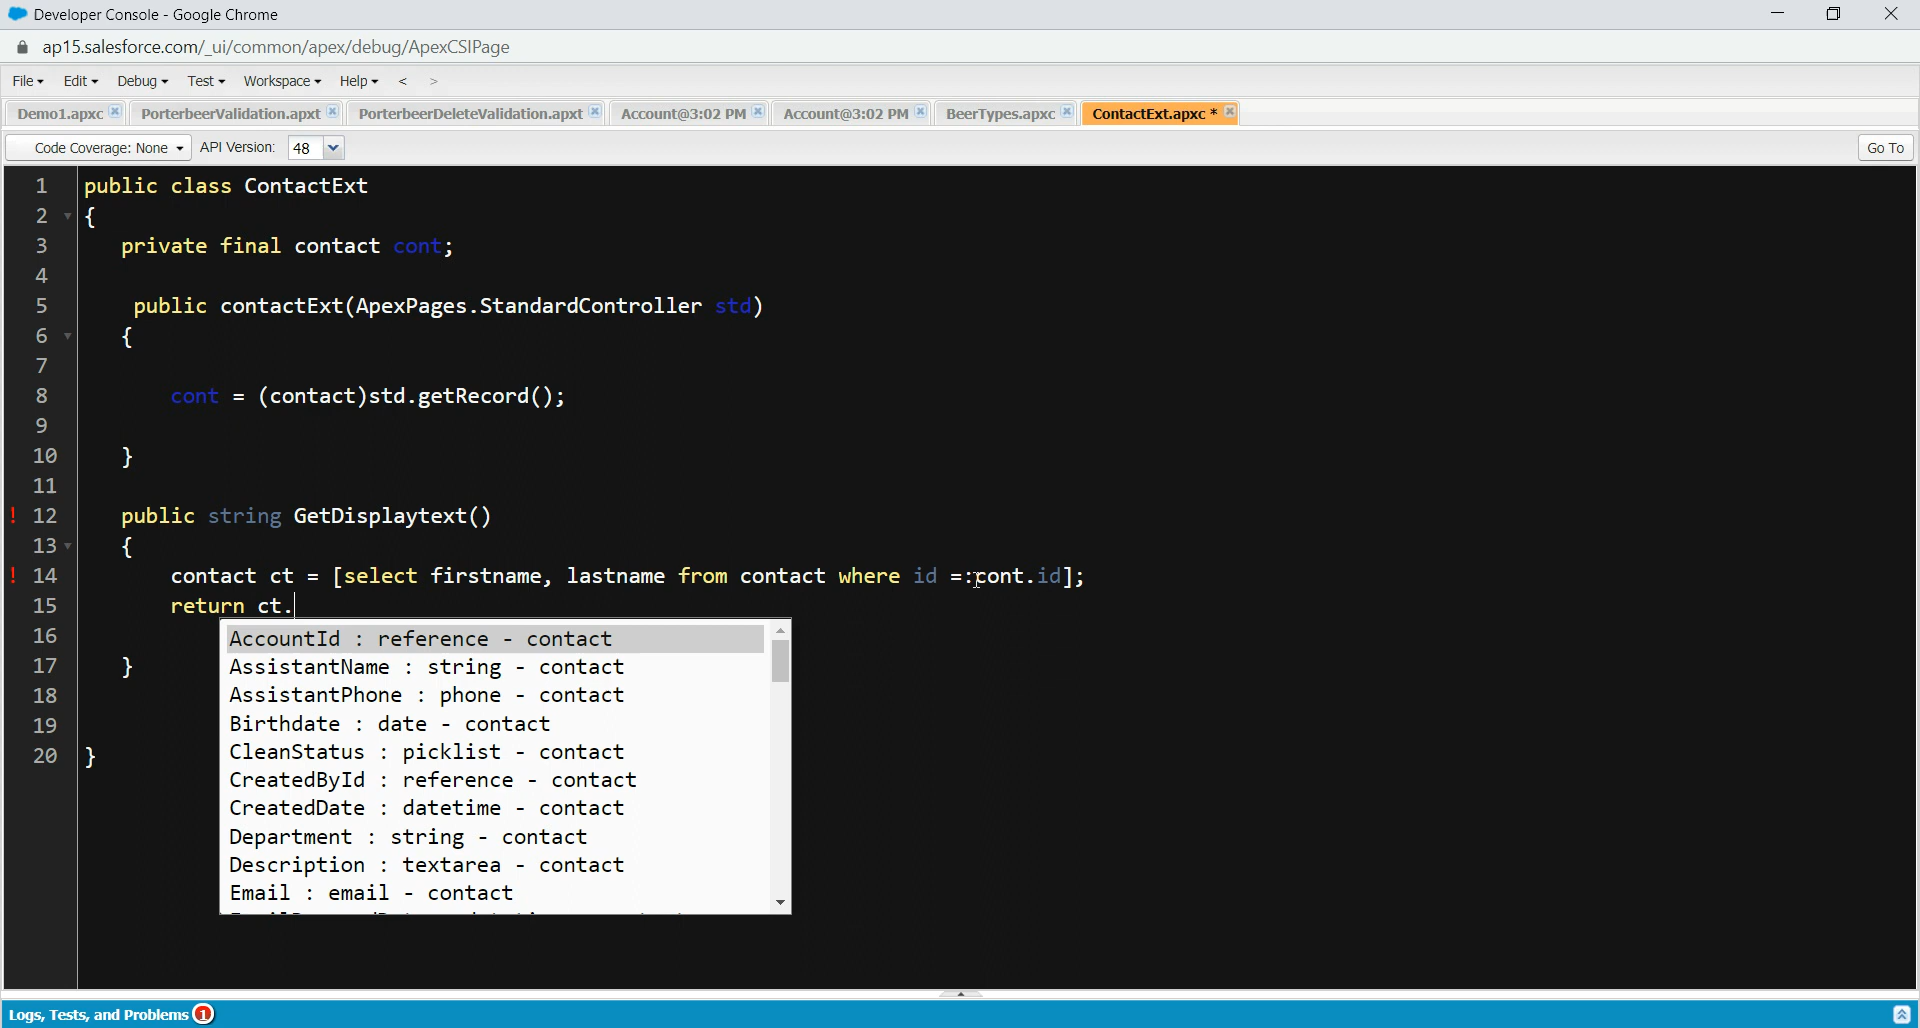 Developer Console - Google Chrome
ap15.salesforce.com/_ui/common/apex/debug/ApexCSIPage
File Edit Debug Test Workspace Help < >
Demo1.apxc PorterbeerValidation.apxt PorterbeerDeleteValidation.apxt Account@3:02 PM Account@3:02 PM BeerTypes.apxc ContactExt.apxc *
Code Coverage: None API Version: 48 Go To
1 public class ContactExt
2 {
3 private final contact cont;
4
5 public contactExt(ApexPages.StandardController std)
6 {
7
8 cont = (contact)std.getRecord();
9
10 }
11
! 12 public string GetDisplaytext()
13 {
! 14 contact ct = [select firstname, lastname from contact where id =:cont.id];
15 return ct.
16
17 }
18
19
20 }
AccountId : reference - contact
AssistantName : string - contact
AssistantPhone : phone - contact
Birthdate : date - contact
CleanStatus : picklist - contact
CreatedById : reference - contact
CreatedDate : datetime - contact
Department : string - contact
Description : textarea - contact
Email : email - contact
Logs, Tests, and Problems 1